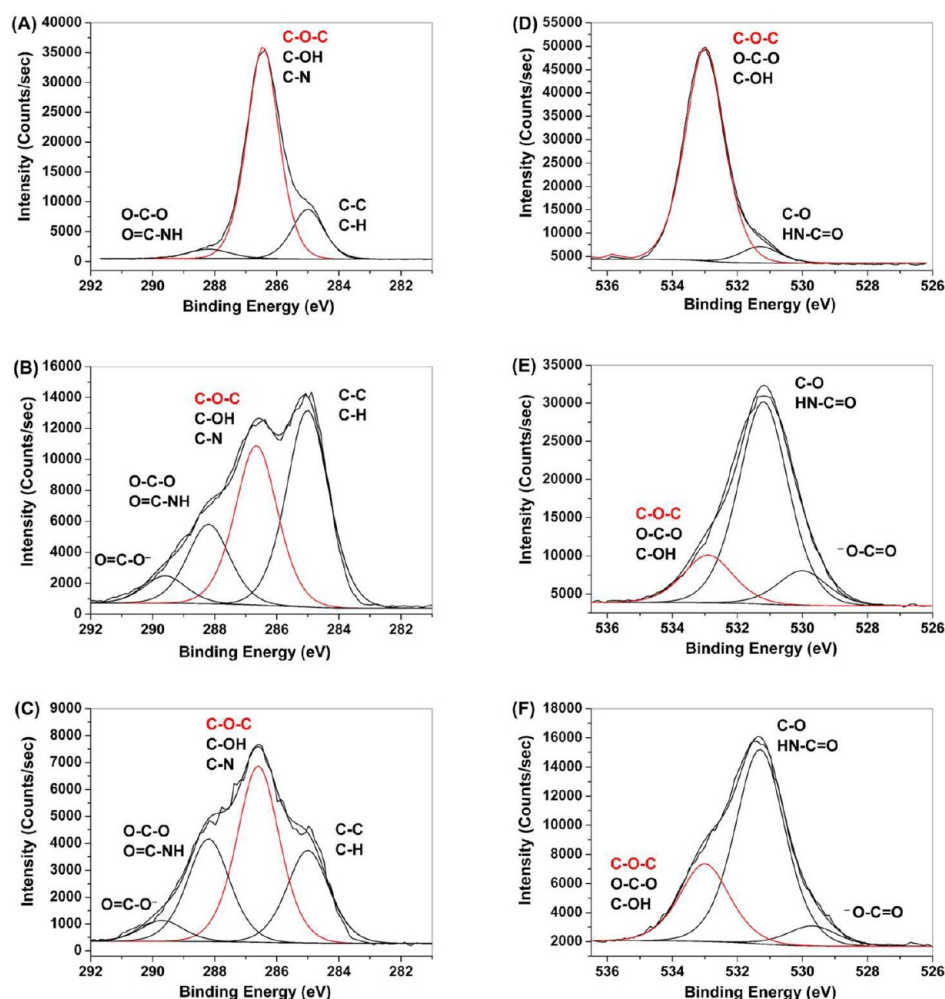 (A)
40000
35000
30000
25000
20000
15000
10000
5000
0
Intensity (Counts/sec)
C-O-C
C-OH
C-N
O-C-O
O=C-NH
C-C
C-H
292 290 288 286 284 282
Binding Energy (eV)
(D)
55000
50000
45000
40000
35000
30000
25000
20000
15000
10000
5000
Intensity (Counts/sec)
C-O-C
O-C-O
C-OH
C-O
HN-C=O
536 534 532 530 528 526
Binding Energy (eV)
(B)
16000
14000
12000
10000
8000
6000
4000
2000
0
Intensity (Counts/sec)
C-O-C
C-OH
C-N
C-C
C-H
O-C-O
O=C-NH
O=C-O⁻
292 290 288 286 284 282
Binding Energy (eV)
(E)
35000
30000
25000
20000
15000
10000
5000
Intensity (Counts/sec)
C-O
HN-C=O
C-O-C
O-C-O
C-OH
⁻O-C=O
536 534 532 530 528 526
Binding Energy (eV)
(C)
9000
8000
7000
6000
5000
4000
3000
2000
1000
0
Intensity (Counts/sec)
C-O-C
C-OH
C-N
O-C-O
O=C-NH
C-C
C-H
O=C-O⁻
292 290 288 286 284 282
Binding Energy (eV)
(F)
18000
16000
14000
12000
10000
8000
6000
4000
2000
Intensity (Counts/sec)
C-O
HN-C=O
C-O-C
O-C-O
C-OH
⁻O-C=O
536 534 532 530 528 526
Binding Energy (eV)